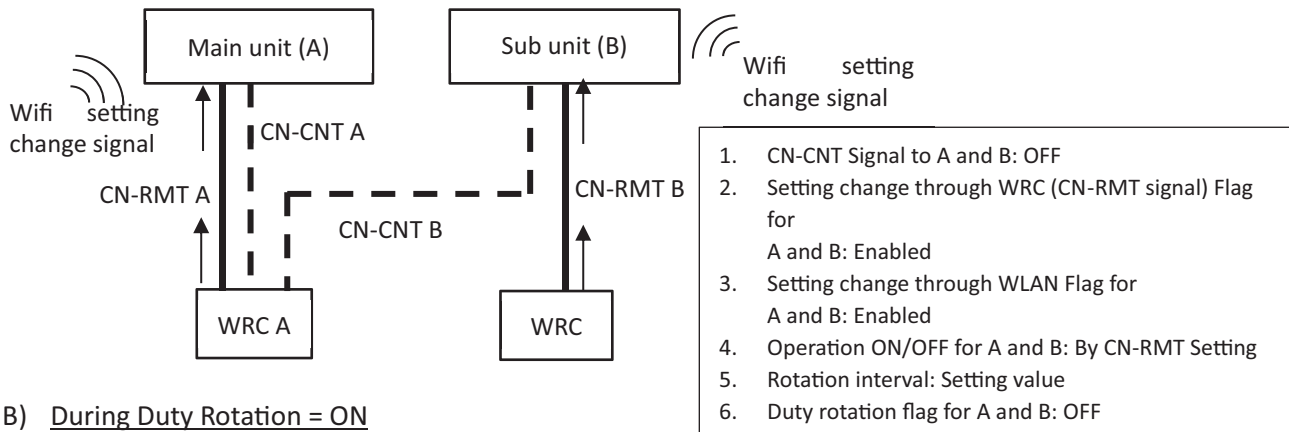 Main unit (A)
Sub unit (B)
Wifi setting
change signal
Wifi setting
change signal
CN-CNT A
CN-RMT A
CN-CNT B
CN-RMT B
WRC A
WRC
1. CN-CNT Signal to A and B: OFF
2. Setting change through WRC (CN-RMT signal) Flag
for
A and B: Enabled
3. Setting change through WLAN Flag for
A and B: Enabled
4. Operation ON/OFF for A and B: By CN-RMT Setting
5. Rotation interval: Setting value
6. Duty rotation flag for A and B: OFF
B) During Duty Rotation = ON